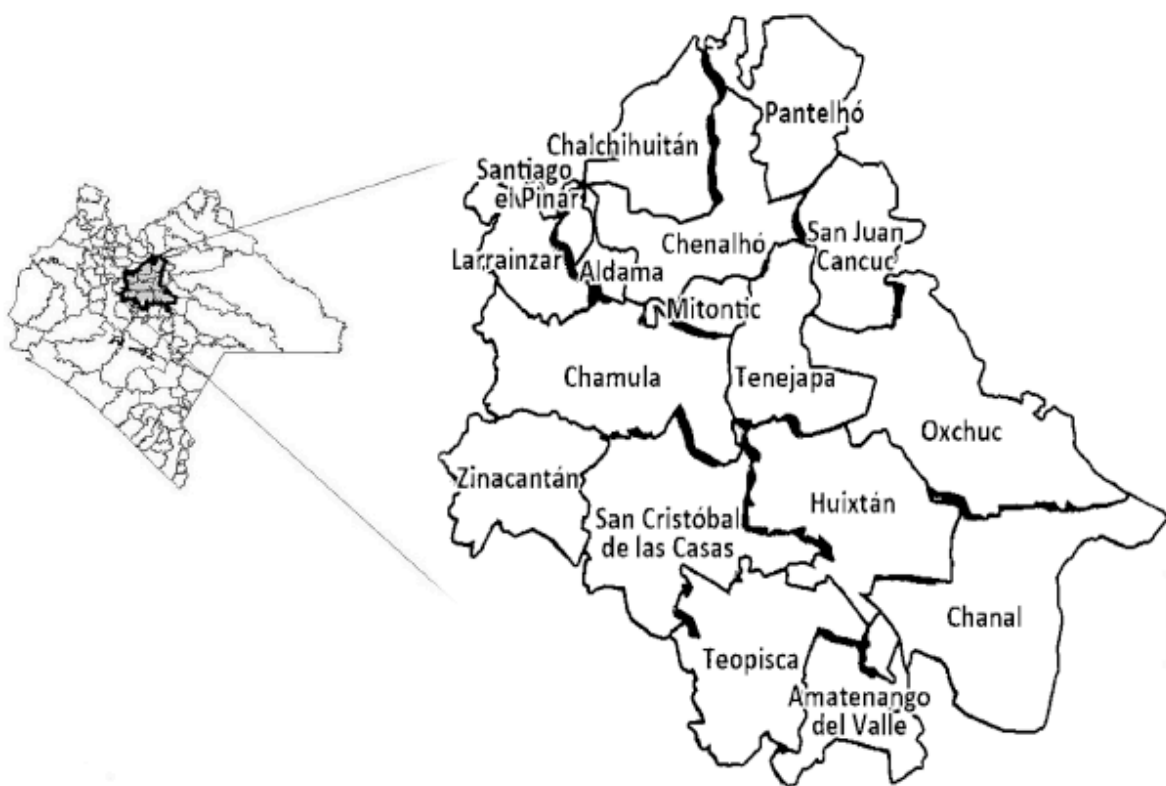 Pantelhó
Chalchihuitán
Santiago
el Pinar
San Juan
Cancuc
Chenalhó
Larrainzar
Aldama
Mitontic
Chamula
Tenejapa
Oxchuc
Zinacantán
Huixtán
San Cristóbal
de las Casas
Chanal
Teopisca
Amatenango
del Valle